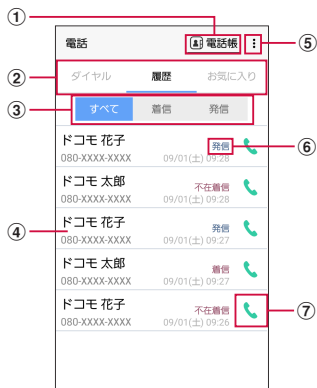 ①
電話 電話帳 ⑤
② ダイヤル 履歴 お気に入り
③ すべて 着信 発信
ドコモ 花子
発信 ⑥
080-XXXX-XXXX 09/01(土) 09:28
ドコモ 太郎
不在着信
080-XXXX-XXXX 09/01(土) 09:28
④ ドコモ 花子
発信
080-XXXX-XXXX 09/01(土) 09:27
ドコモ 太郎
着信
080-XXXX-XXXX 09/01(土) 09:27
ドコモ 花子
不在着信 ⑦
080-XXXX-XXXX 09/01(土) 09:26